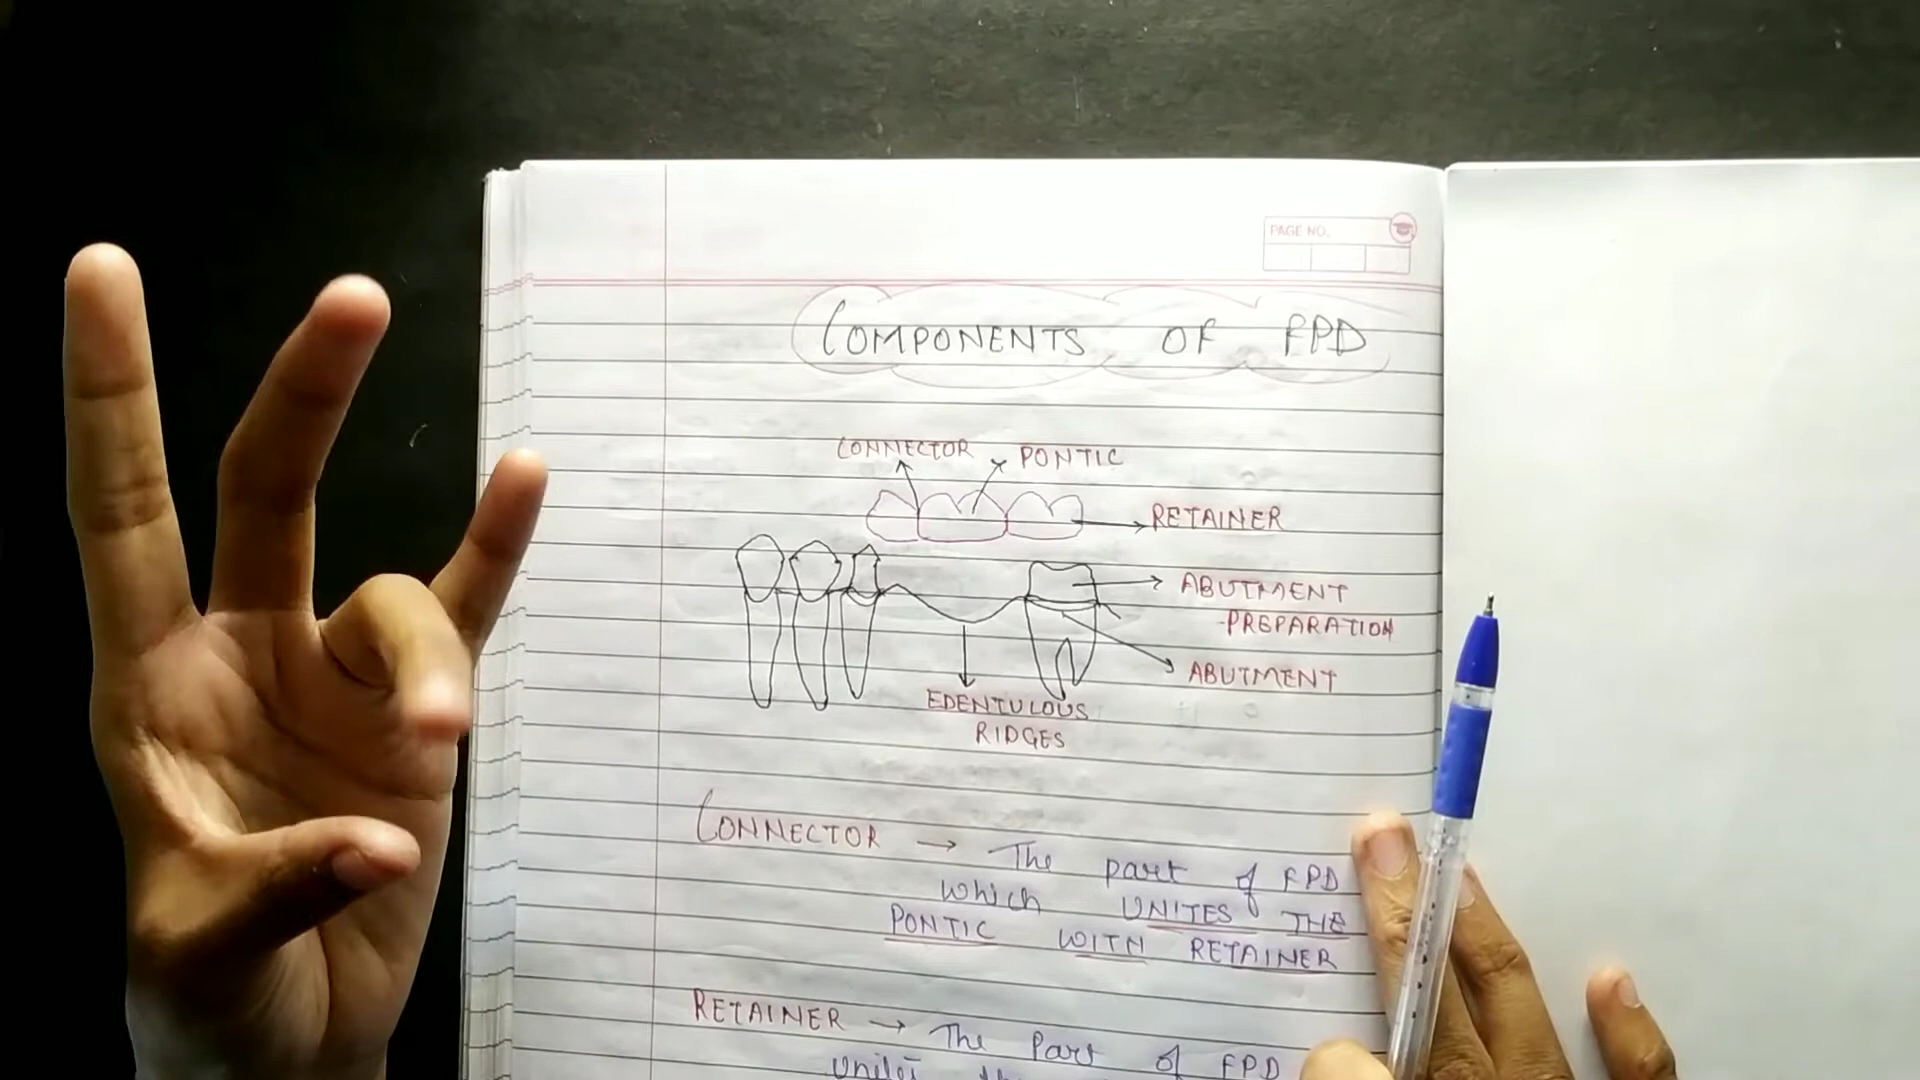 PAGE NO.
COMPONENTS OF FPD
CONNECTOR PONTIC
RETAINER
ABUTMENT
PREPARATION
ABUTMENT
EDENTULOUS
RIDGES
CONNECTOR → The part of FPD
which UNITES THE
PONTIC WITH RETAINER
RETAINER → The Part of FPD